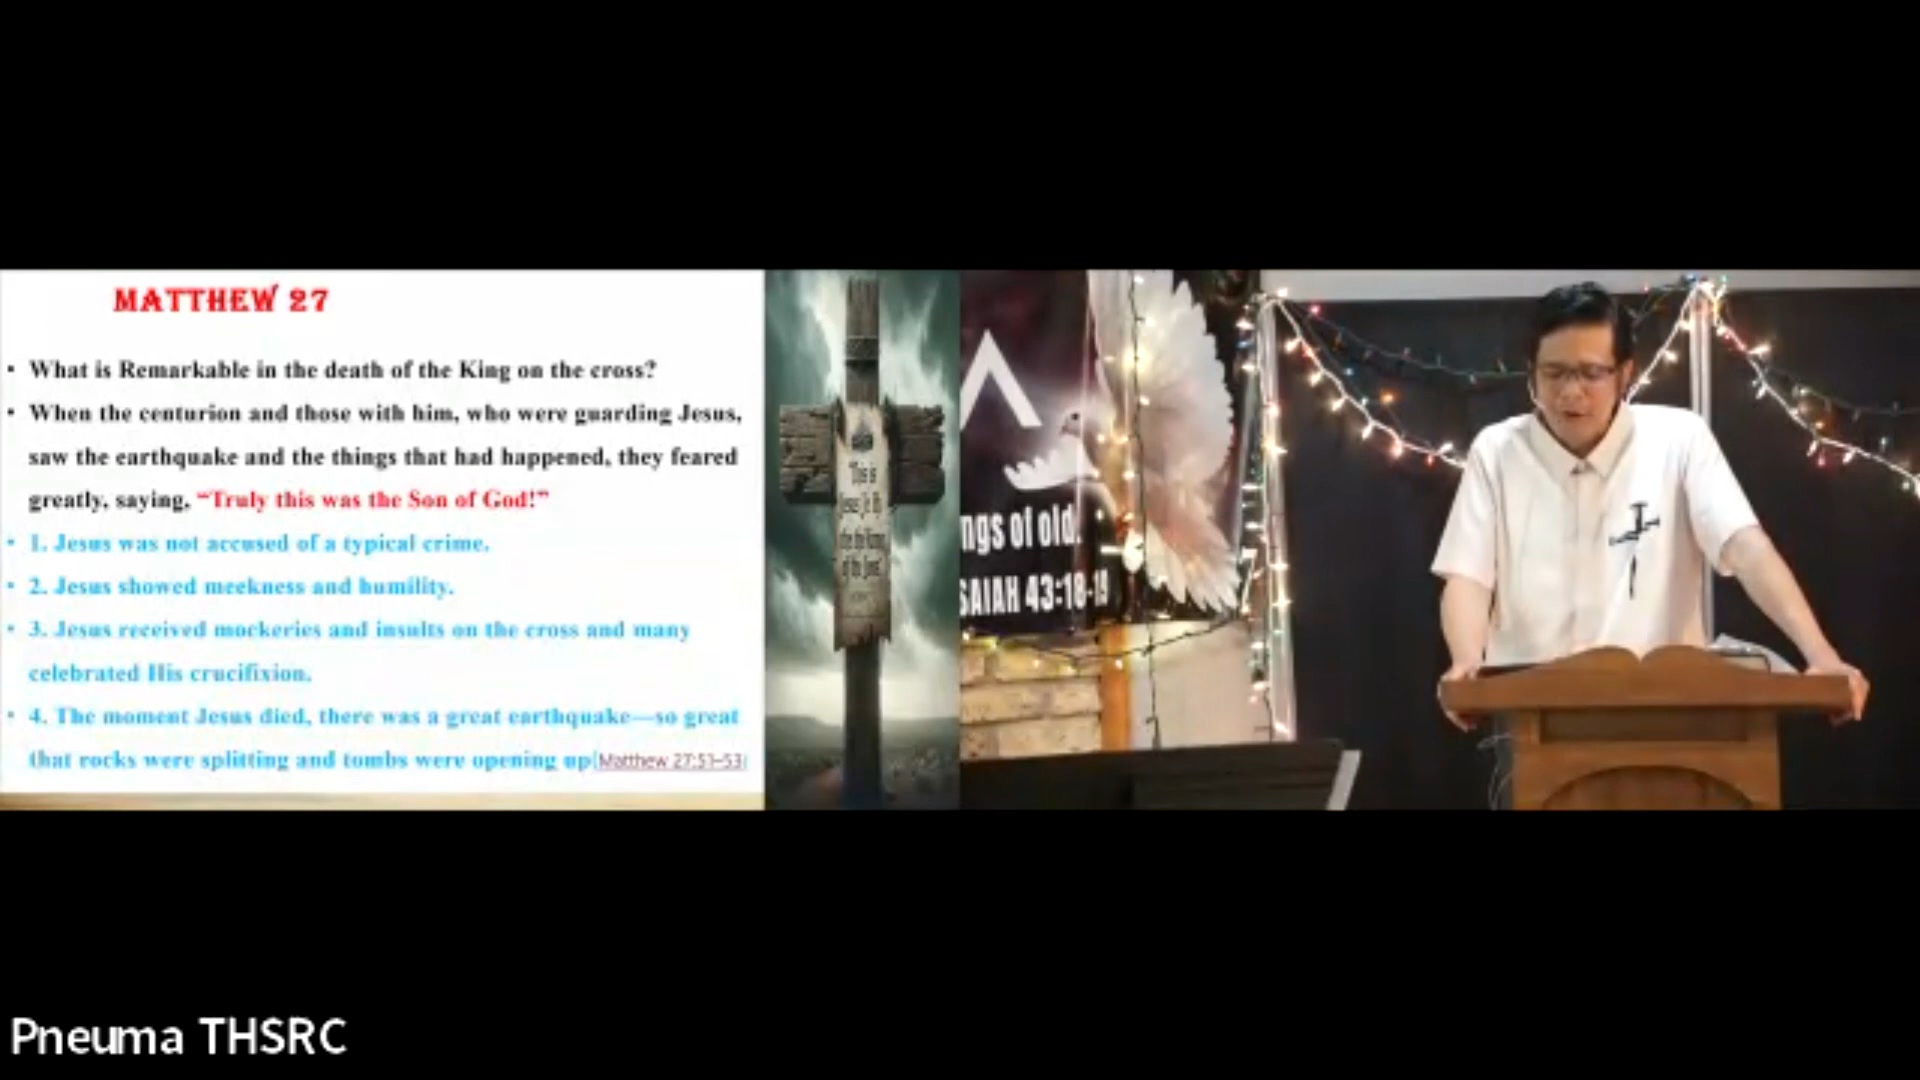 MATTHEW 27
• What is Remarkable in the death of the King on the cross?
• When the centurion and those with him, who were guarding Jesus,
saw the earthquake and the things that had happened, they feared
greatly, saying, “Truly this was the Son of God!”
• 1. Jesus was not accused of a typical crime.
• 2. Jesus showed meekness and humility.
• 3. Jesus received mockeries and insults on the cross and many
celebrated His crucifixion.
• 4. The moment Jesus died, there was a great earthquake—so great
that rocks were splitting and tombs were opening up (Matthew 27:51–53)
This is
ngs of old.
SAIAH 43:18-19
Pneuma THSRC